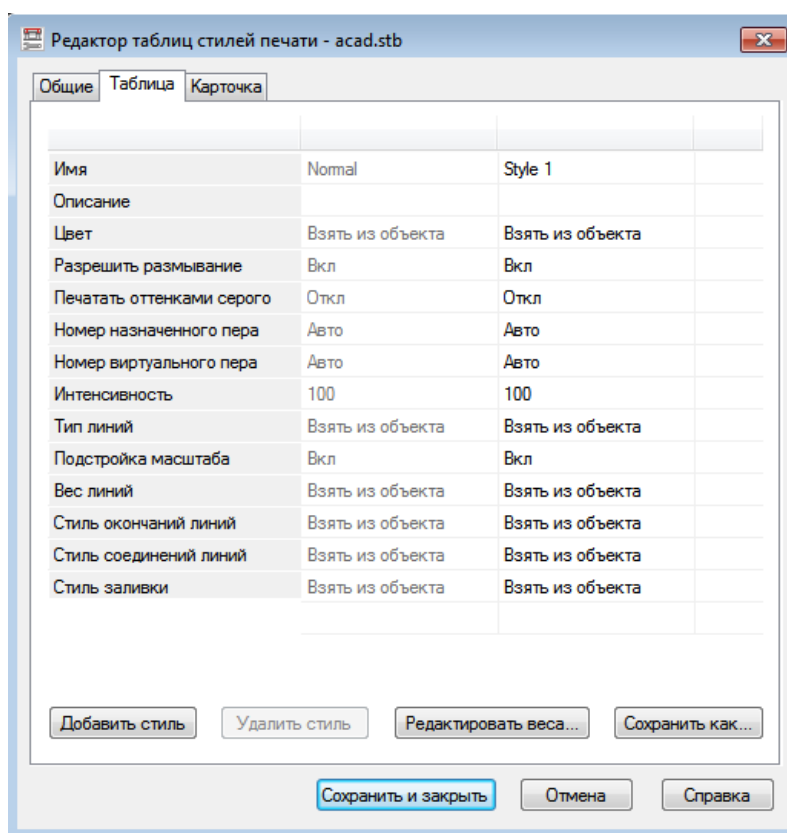 Редактор таблиц стилей печати - acad.stb
Общие Таблица Карточка
Имя Normal Style 1
Описание
Цвет Взять из объекта Взять из объекта
Разрешить размывание Вкл Вкл
Печатать оттенками серого Откл Откл
Номер назначенного пера Авто Авто
Номер виртуального пера Авто Авто
Интенсивность 100 100
Тип линий Взять из объекта Взять из объекта
Подстройка масштаба Вкл Вкл
Вес линий Взять из объекта Взять из объекта
Стиль окончаний линий Взять из объекта Взять из объекта
Стиль соединений линий Взять из объекта Взять из объекта
Стиль заливки Взять из объекта Взять из объекта
Добавить стиль Удалить стиль Редактировать веса... Сохранить как...
Сохранить и закрыть Отмена Справка